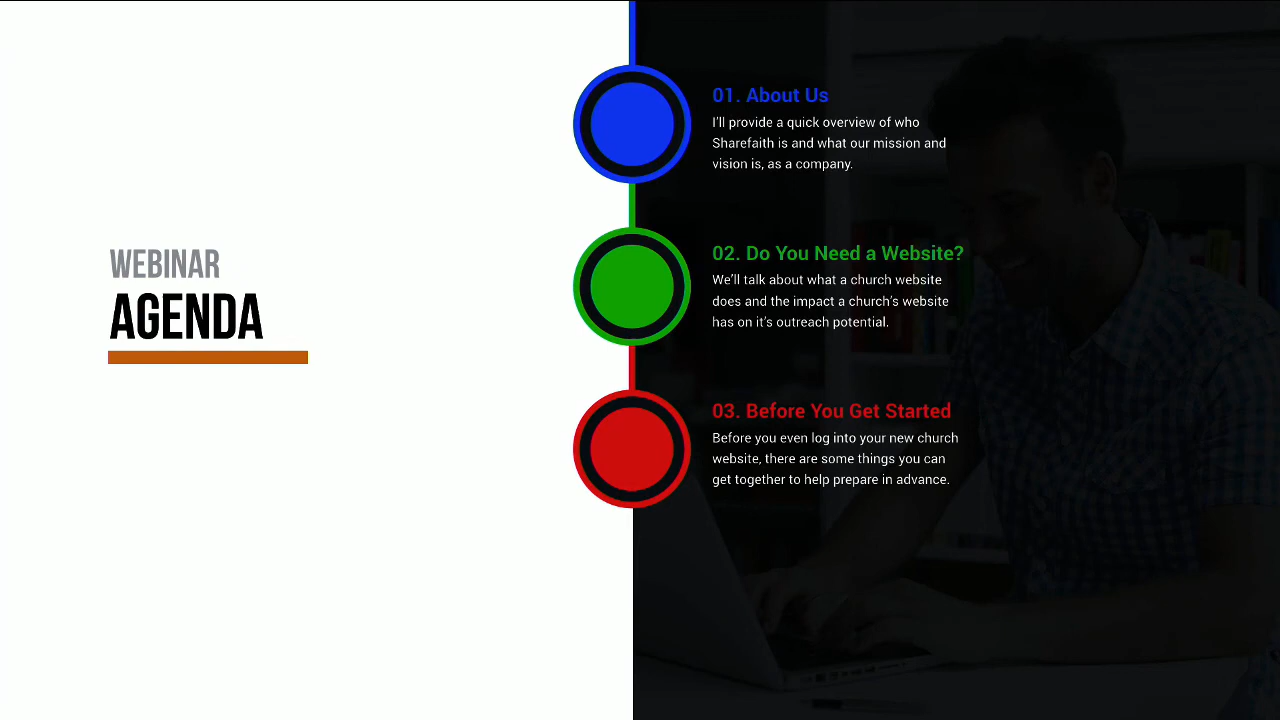 WEBINAR
AGENDA
01. About Us
I'll provide a quick overview of who
Sharefaith is and what our mission and
vision is, as a company.
02. Do You Need a Website?
We'll talk about what a church website
does and the impact a church's website
has on it's outreach potential.
03. Before You Get Started
Before you even log into your new church
website, there are some things you can
get together to help prepare in advance.